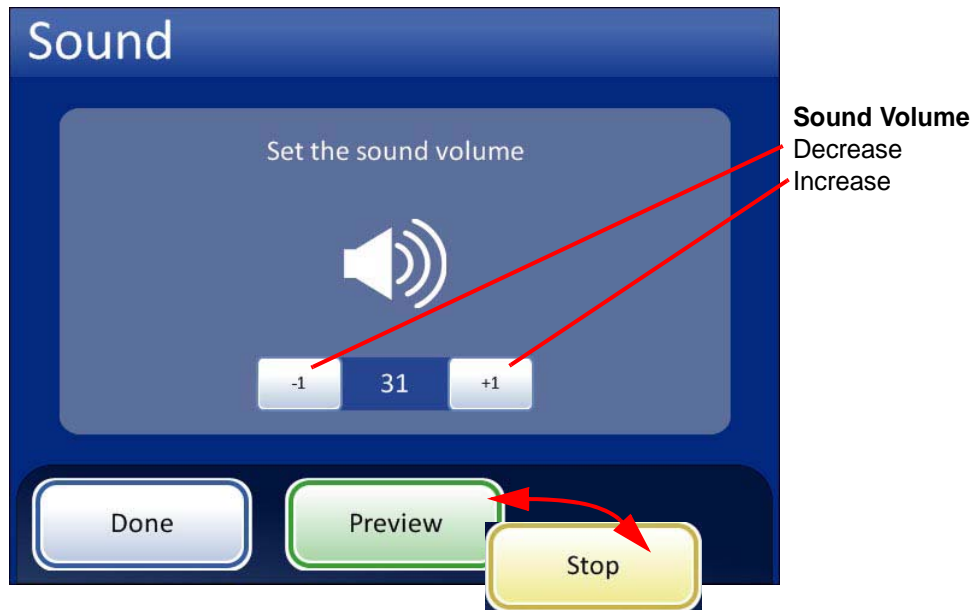 Sound
Set the sound volume
-1 31 +1
Done Preview
Stop
Sound Volume
Decrease
Increase